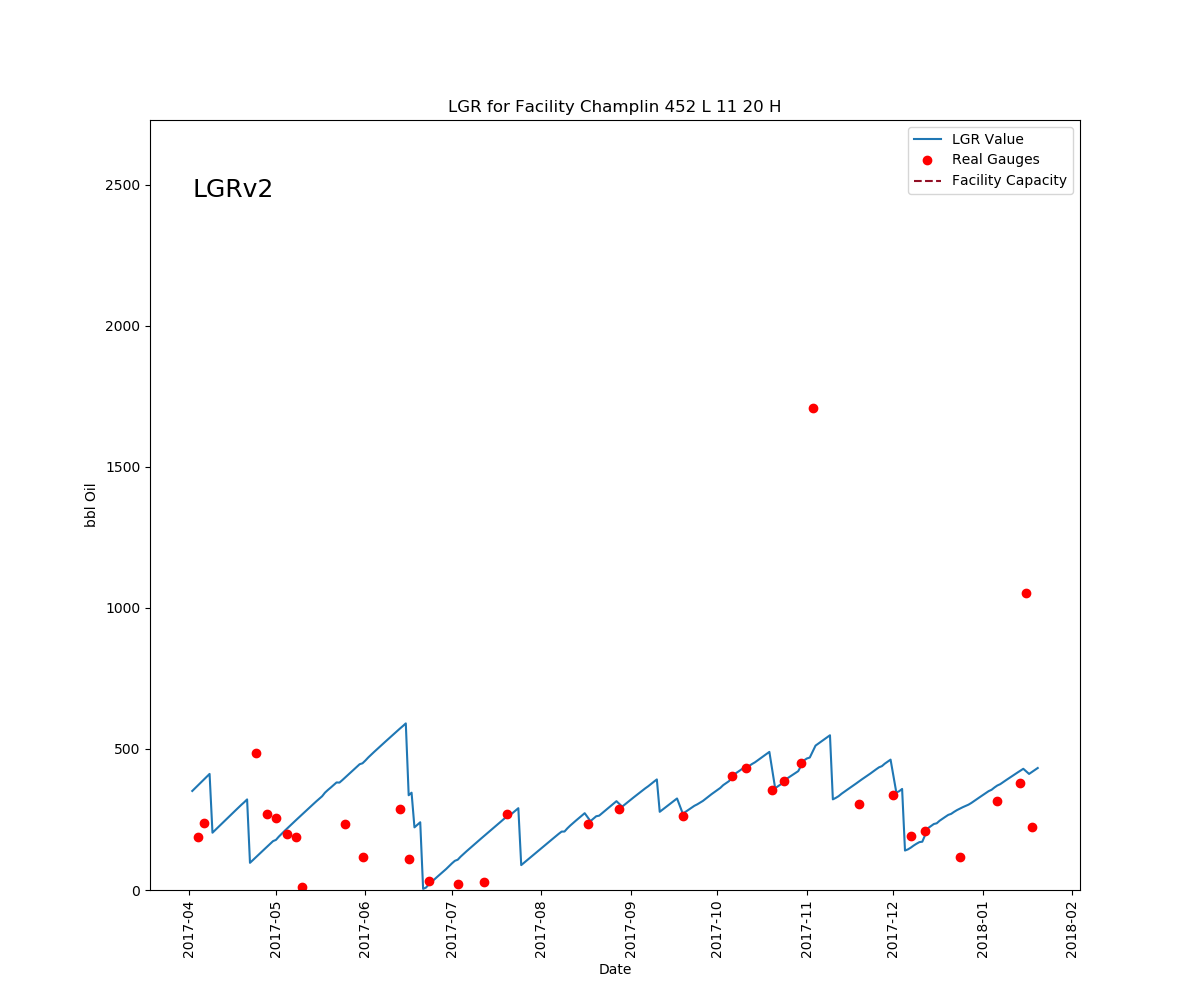 LGR for Facility Champlin 452 L 11 20 H
LGRv2
LGR Value
Real Gauges
Facility Capacity
2500
2000
1500
1000
500
0
bbl Oil
2017-04
2017-05
2017-06
2017-07
2017-08
2017-09
2017-10
2017-11
2017-12
2018-01
2018-02
Date